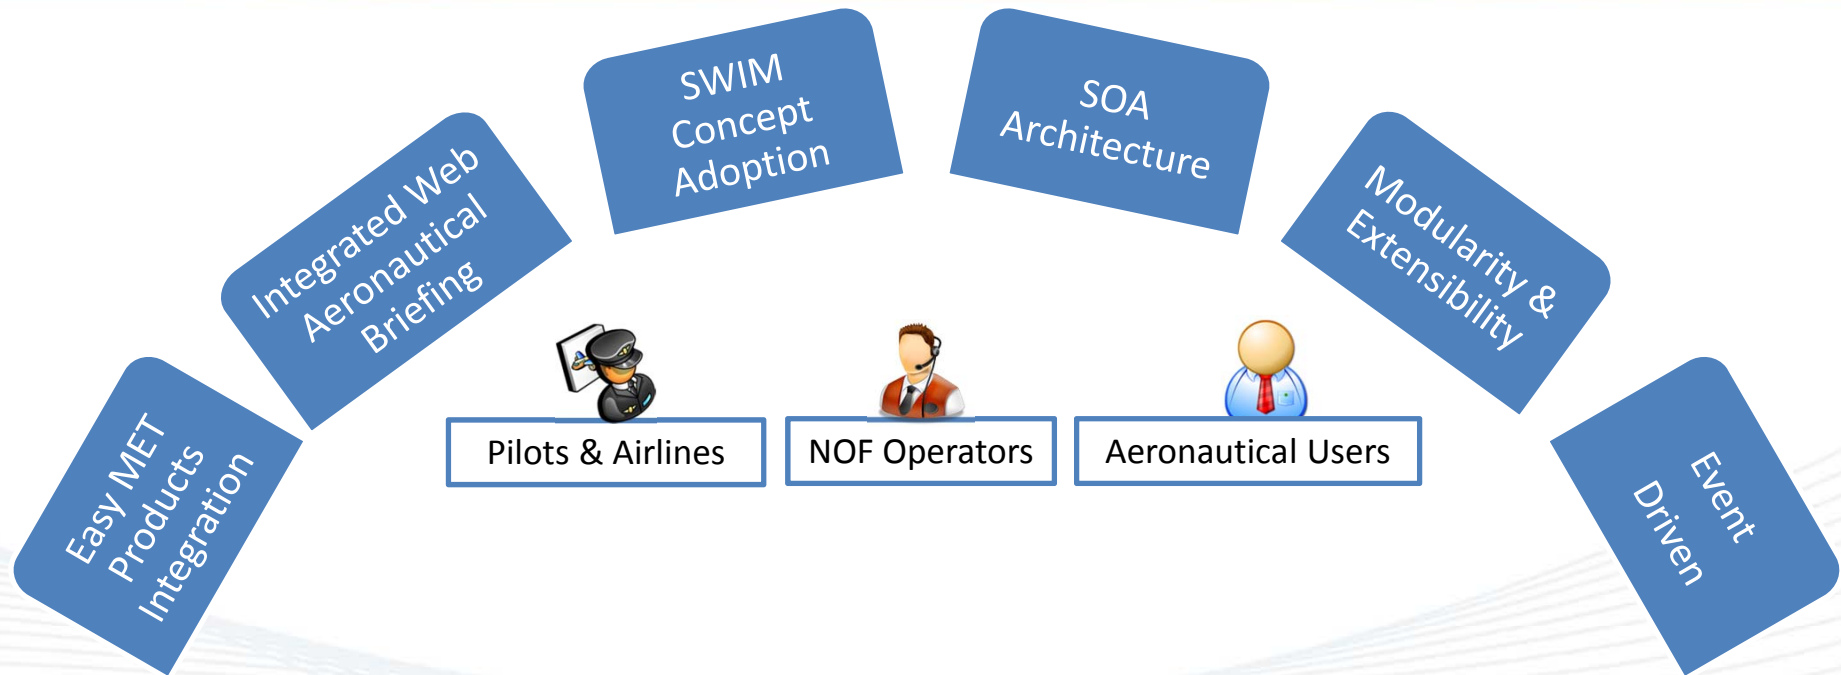 Easy MET
Products
Integration
Integrated Web
Aeronautical
Briefing
SWIM
Concept
Adoption
SOA
Architecture
Modularity &
Extensibility
Event
Driven
Pilots & Airlines
NOF Operators
Aeronautical Users